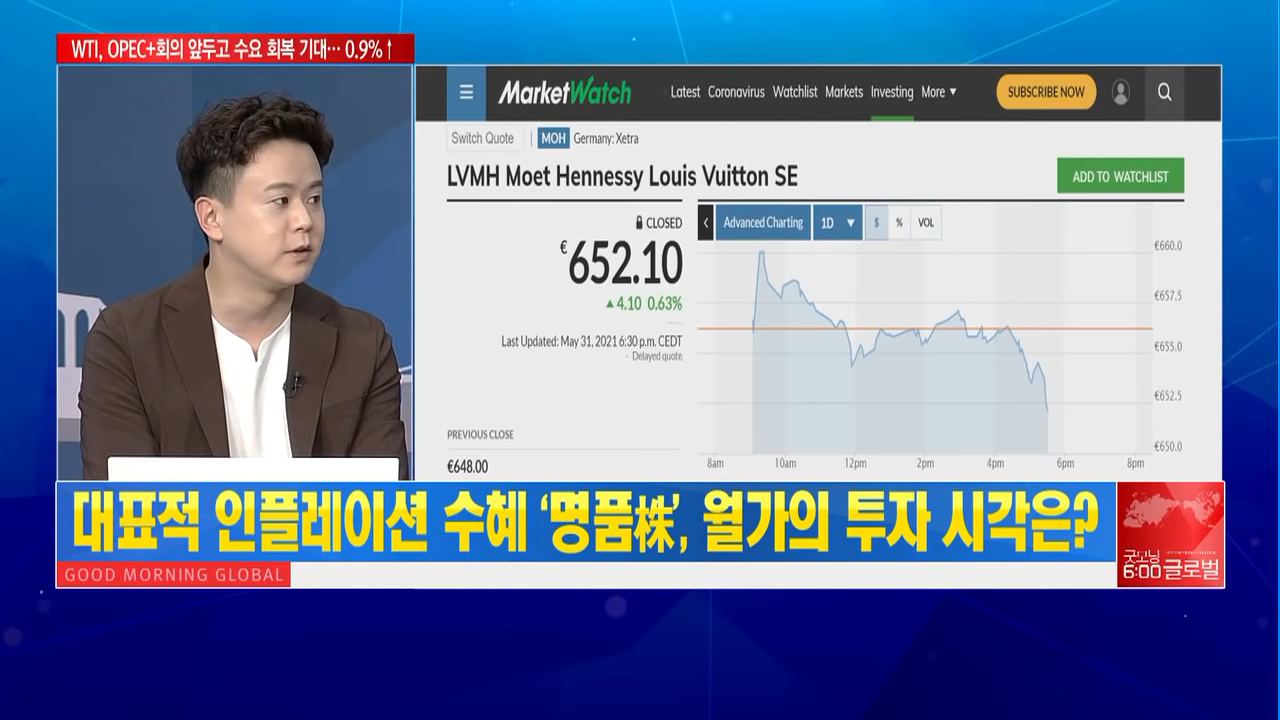 WTI, OPEC+회의 앞두고 수요 회복 기대… 0.9%↑
MarketWatch
Latest Coronavirus Watchlist Markets Investing More ▼
SUBSCRIBE NOW
Switch Quote | MOH Germany: Xetra
LVMH Moet Hennessy Louis Vuitton SE
ADD TO WATCHLIST
CLOSED
€652.10
▲4.10 0.63%
Last Updated: May 31, 2021 6:30 p.m. CEDT
Delayed quote
PREVIOUS CLOSE
€648.00
< Advanced Charting 1D ▼ $ % VOL
€660.0
€657.5
€655.0
€652.5
€650.0
8am 10am 12pm 2pm 4pm 6pm 8pm
대표적 인플레이션 수혜 ‘명품株’, 월가의 투자 시각은?
GOOD MORNING GLOBAL
굿모닝
6:00 글로벌